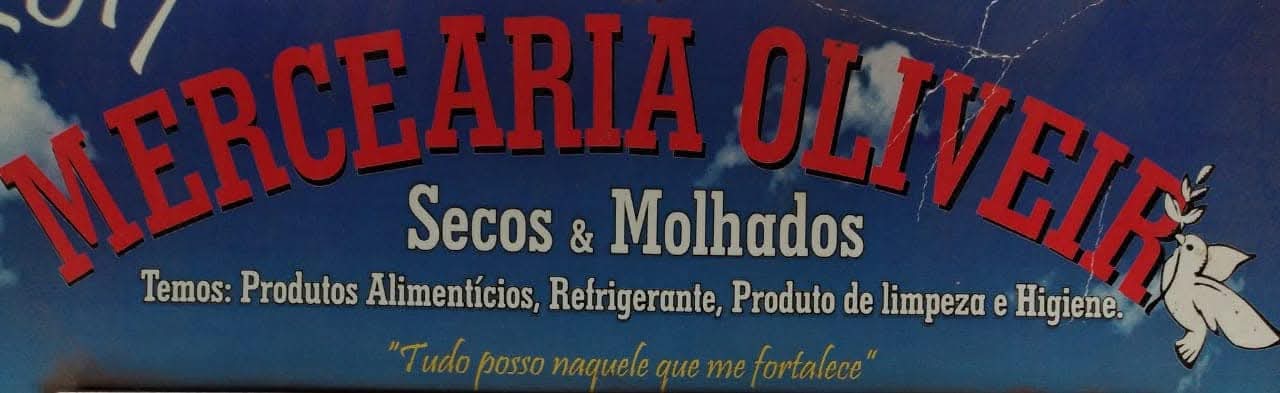 MERCEARIA OLIVEIR
Secos & Molhados
Temos: Produtos Alimentícios, Refrigerante, Produto de limpeza e Higiene.
"Tudo posso naquele que me fortalece"